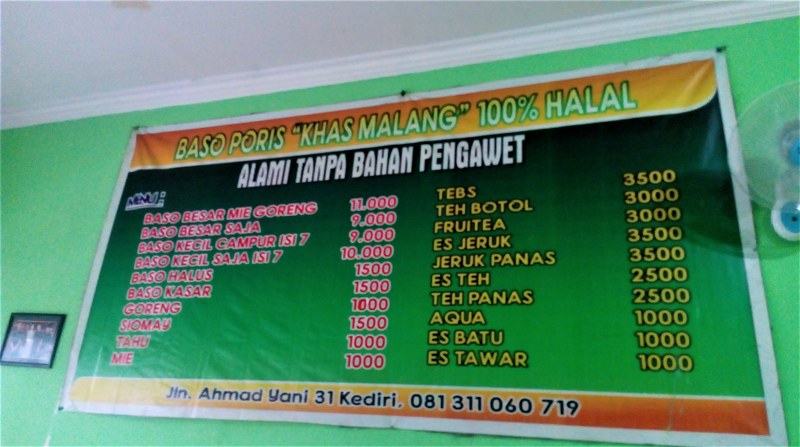 BASO PORIS "KHAS MALANG" 100% HALAL
ALAMI TANPA BAHAN PENGAWET
MENU :
BASO BESAR MIE GORENG 11.000
BASO BESAR SAJA 9.000
BASO KECIL CAMPUR ISI 7 9.000
BASO KECIL SAJA ISI 7 10.000
BASO HALUS 1500
BASO KASAR 1500
GORENG 1000
SIOMAY 1500
TAHU 1000
MIE 1000
TEBS 3500
TEH BOTOL 3000
FRUITEA 3000
ES JERUK 3500
JERUK PANAS 3500
ES TEH 2500
TEH PANAS 2500
AQUA 1000
ES BATU 1000
ES TAWAR 1000
Jln. Ahmad Yani 31 Kediri. 081 311 060 719